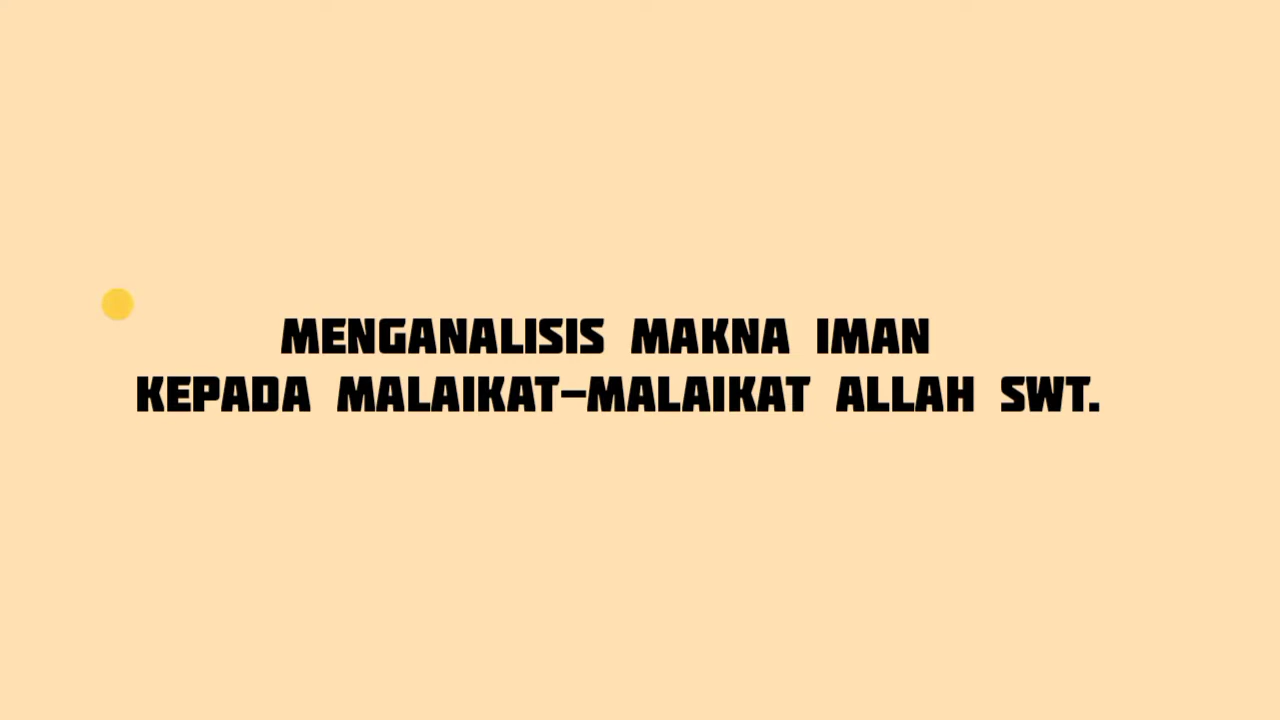 MENGANALISIS MAKNA IMAN
KEPADA MALAIKAT-MALAIKAT ALLAH SWT.